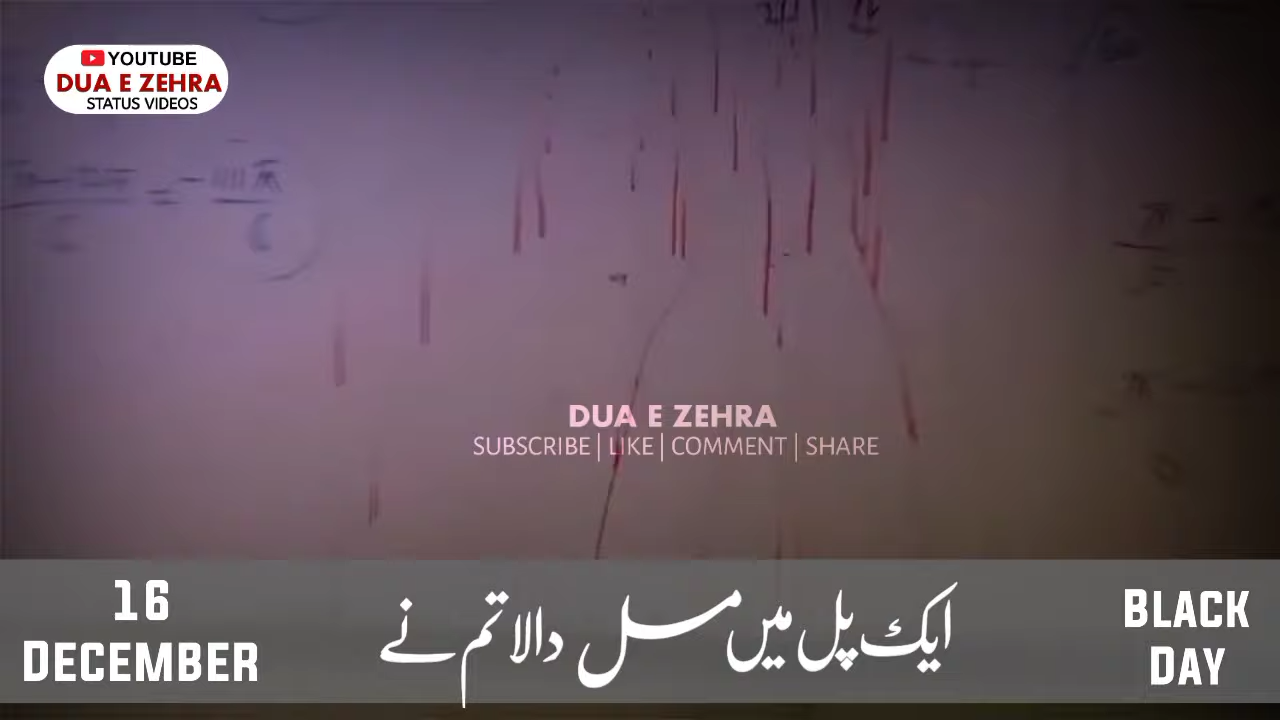 YOUTUBE
DUA E ZEHRA
STATUS VIDEOS
DUA E ZEHRA
SUBSCRIBE | LIKE | COMMENT | SHARE
16
DECEMBER
ایک پل میں مسل دالا تم نے
BLACK
DAY